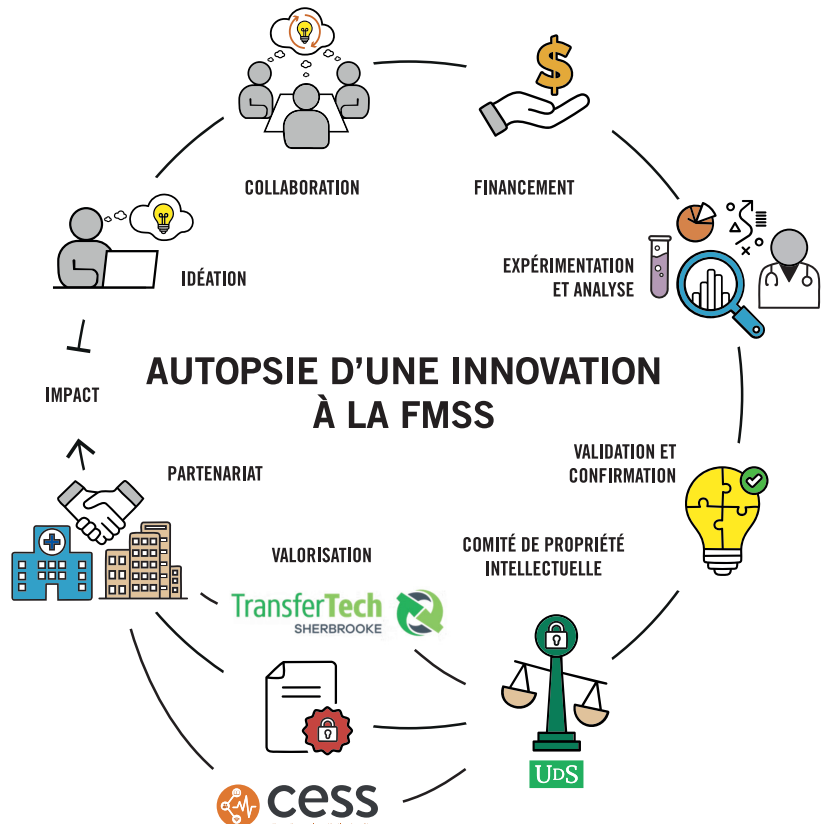 COLLABORATION
FINANCEMENT
IDÉATION
EXPÉRIMENTATION
ET ANALYSE
AUTOPSIE D’UNE INNOVATION
À LA FMSS
IMPACT
PARTENARIAT
VALIDATION ET
CONFIRMATION
VALORISATION
COMITÉ DE PROPRIÉTÉ
INTELLECTUELLE
TransferTech
SHERBROOKE
UDS
cess